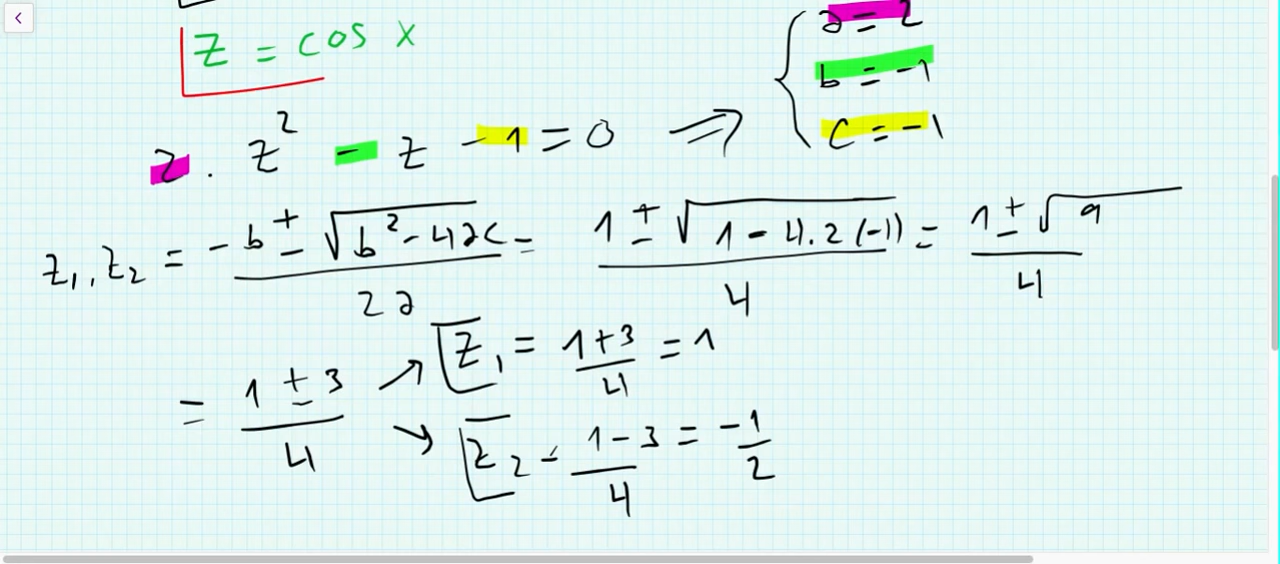 z = cos x
a = 2
b = -1
c = -1
2 . z² - z - 1 = 0 ⟹
z₁, z₂ = (-b ± √(b² - 4ac)) / 2a = (1 ± √(1 - 4.2(-1))) / 4 = (1 ± √9) / 4
= (1 ± 3) / 4
z₁ = (1+3) / 4 = 1
z₂ = (1-3) / 4 = -1/2